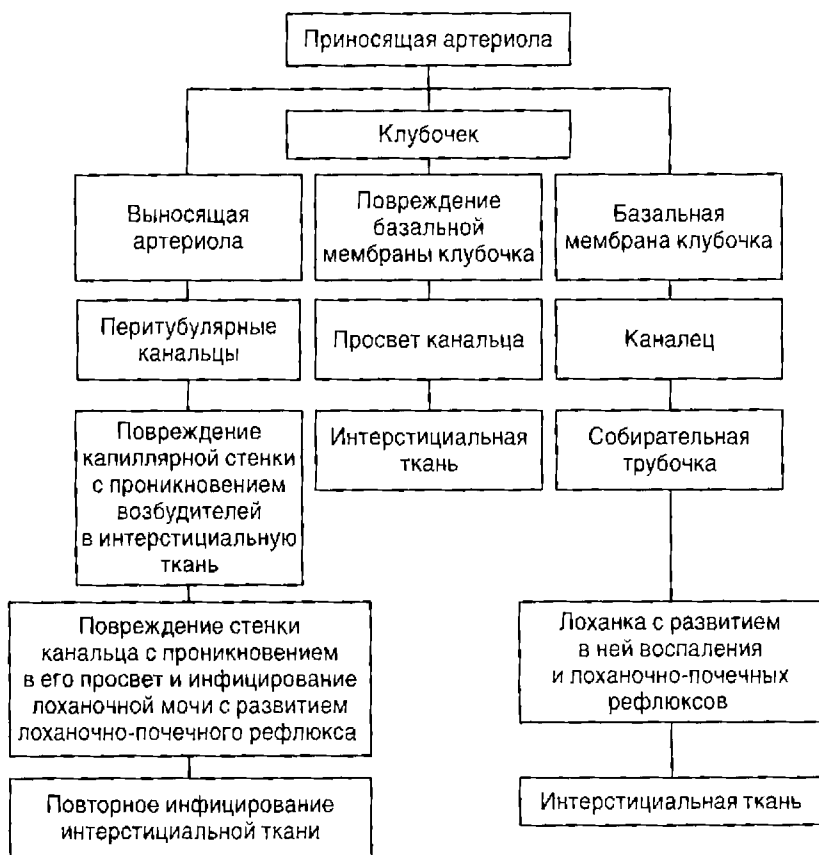 Приносящая артериола
Клубочек
Выносящая
артериола
Повреждение
базальной
мембраны клубочка
Базальная
мембрана клубочка
Перитубулярные
канальцы
Просвет канальца
Каналец
Повреждение
капиллярной стенки
с проникновением
возбудителей
в интерстициальную
ткань
Интерстициальная
ткань
Собирательная
трубочка
Повреждение стенки
канальца с проникновением
в его просвет и инфицирование
лоханочной мочи с развитием
лоханочно-почечного рефлюкса
Лоханка с развитием
в ней воспаления
и лоханочно-почечных
рефлюксов
Повторное инфицирование
интерстициальной ткани
Интерстициальная ткань